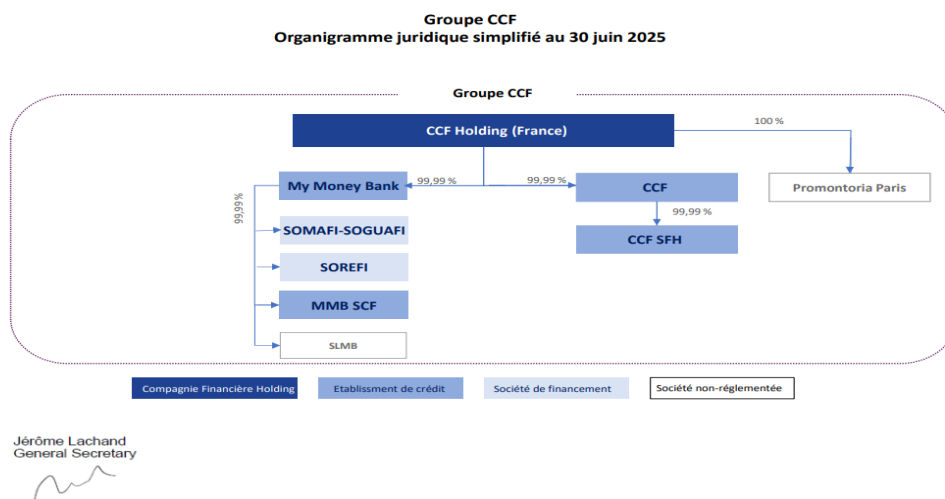 Groupe CCF
Organigramme juridique simplifié au 30 juin 2025
Groupe CCF
CCF Holding (France)
100 %
My Money Bank
99,99 %
99,99 %
CCF
Promontoria Paris
99,99%
99,99 %
SOMAFI-SOGUAFI
CCF SFH
SOREFI
MMB SCF
SLMB
Compagnie Financière Holding
Etablissment de crédit
Société de financement
Société non-réglementée
Jérôme Lachand
General Secretary